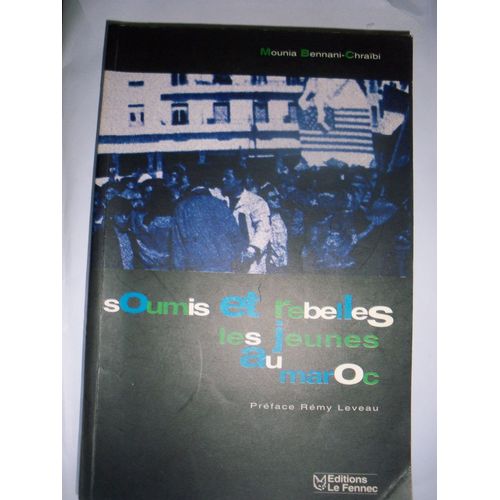 Mounia Bennani-Chraïbi
sOumis et rebelles
les jeunes
au
marOc
Préface Rémy Leveau
Editions
Le Fennec